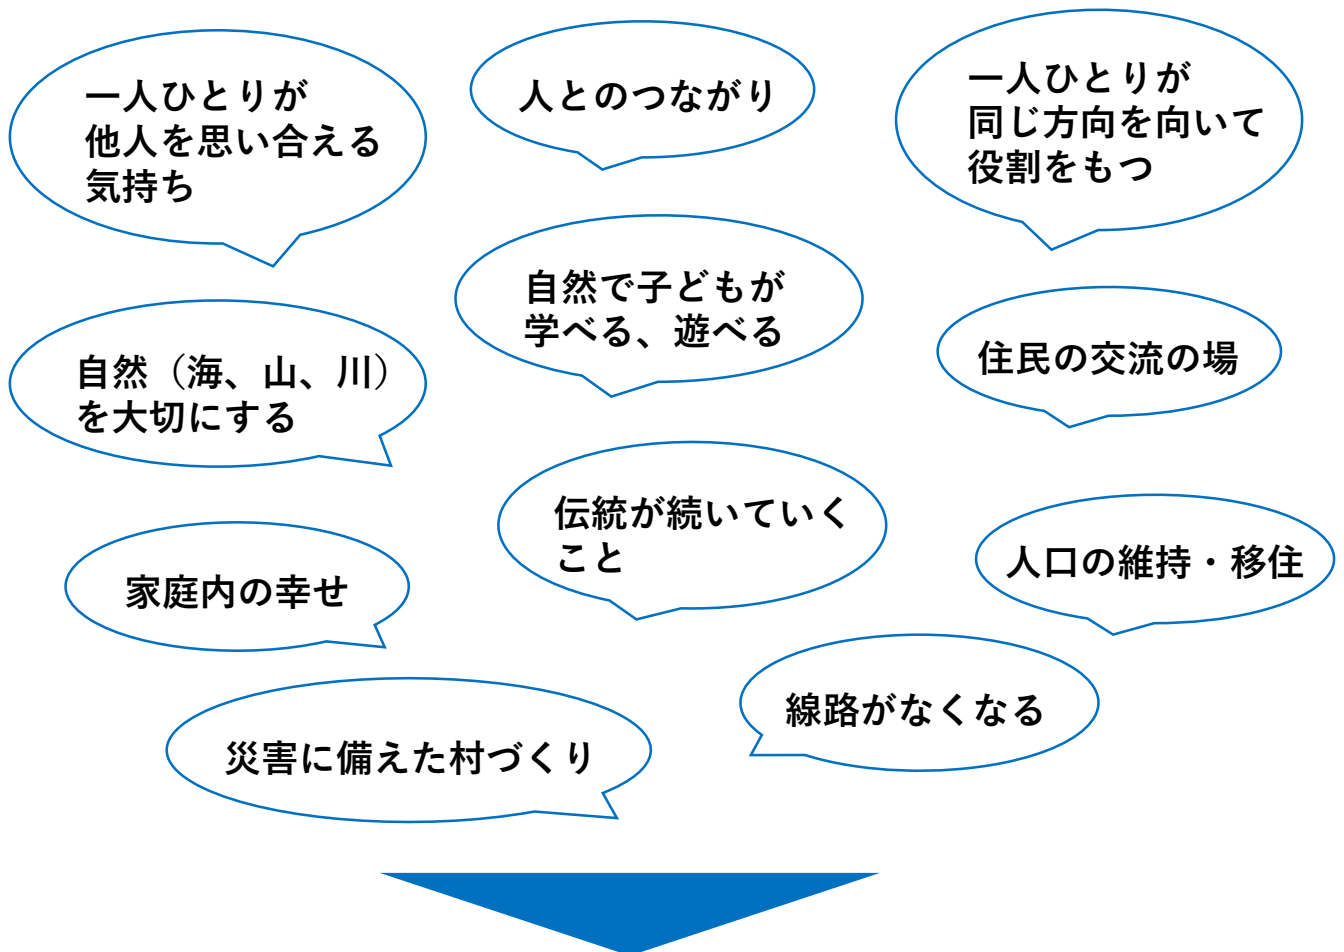 一人ひとりが
他人を思い合える
気持ち
人とのつながり
一人ひとりが
同じ方向を向いて
役割をもつ
自然で子どもが
学べる、遊べる
自然（海、山、川）
を大切にする
住民の交流の場
伝統が続いていく
こと
人口の維持・移住
家庭内の幸せ
線路がなくなる
災害に備えた村づくり